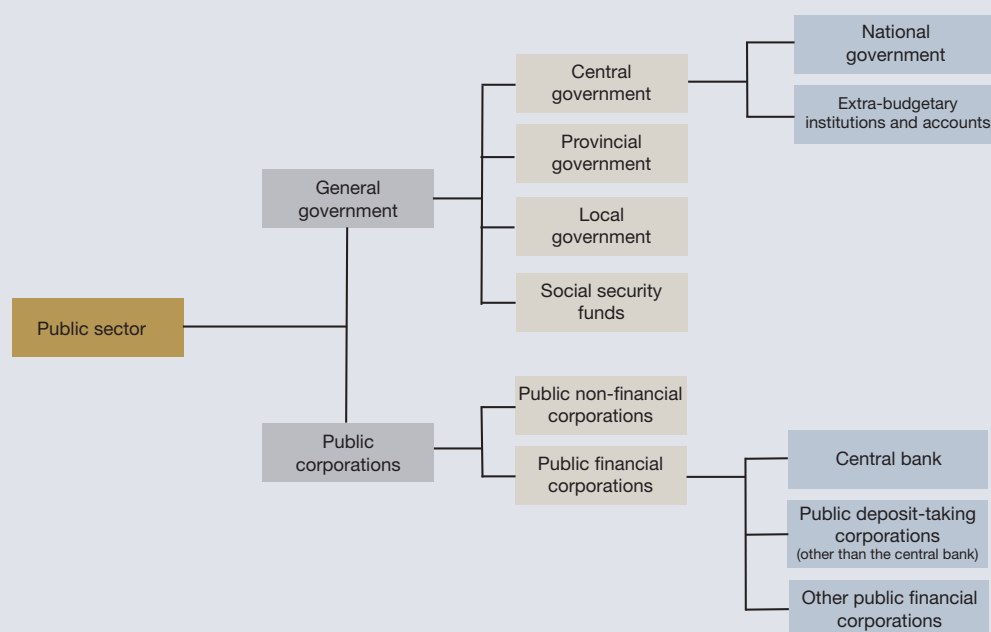 Public sector
General
government
Public
corporations
Central
government
Provincial
government
Local
government
Social security
funds
Public non-financial
corporations
Public financial
corporations
National
government
Extra-budgetary
institutions and accounts
Central bank
Public deposit-taking
corporations
(other than the central bank)
Other public financial
corporations